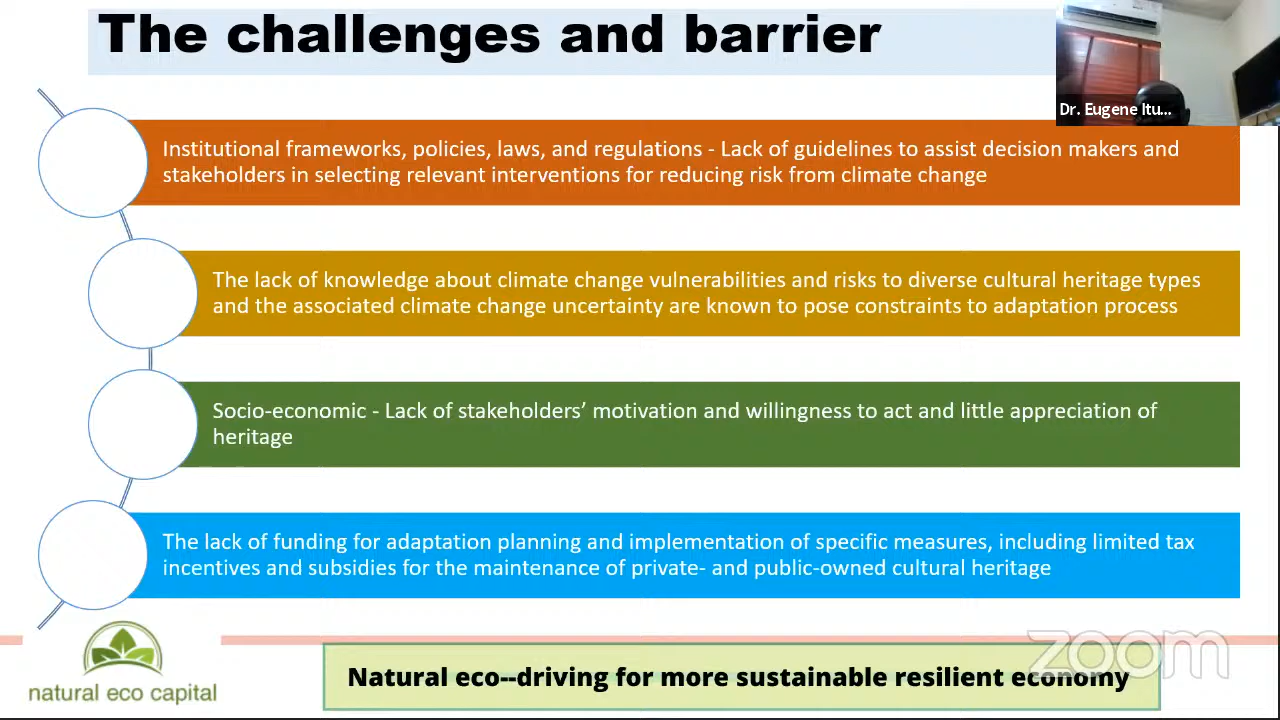 The challenges and barrier
Dr. Eugene Itu...
Institutional frameworks, policies, laws, and regulations - Lack of guidelines to assist decision makers and
stakeholders in selecting relevant interventions for reducing risk from climate change
The lack of knowledge about climate change vulnerabilities and risks to diverse cultural heritage types
and the associated climate change uncertainty are known to pose constraints to adaptation process
Socio-economic - Lack of stakeholders’ motivation and willingness to act and little appreciation of
heritage
The lack of funding for adaptation planning and implementation of specific measures, including limited tax
incentives and subsidies for the maintenance of private- and public-owned cultural heritage
zoom
natural eco capital
Natural eco--driving for more sustainable resilient economy